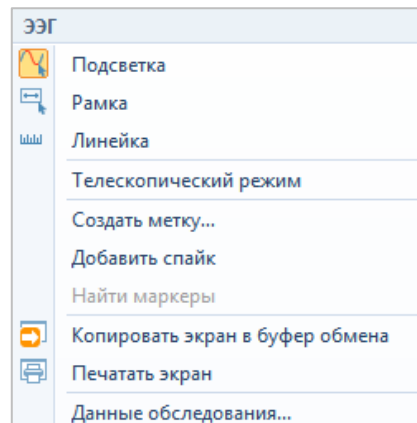 ЭЭГ
Подсветка
Рамка
Линейка
Телескопический режим
Создать метку...
Добавить спайк
Найти маркеры
Копировать экран в буфер обмена
Печатать экран
Данные обследования...